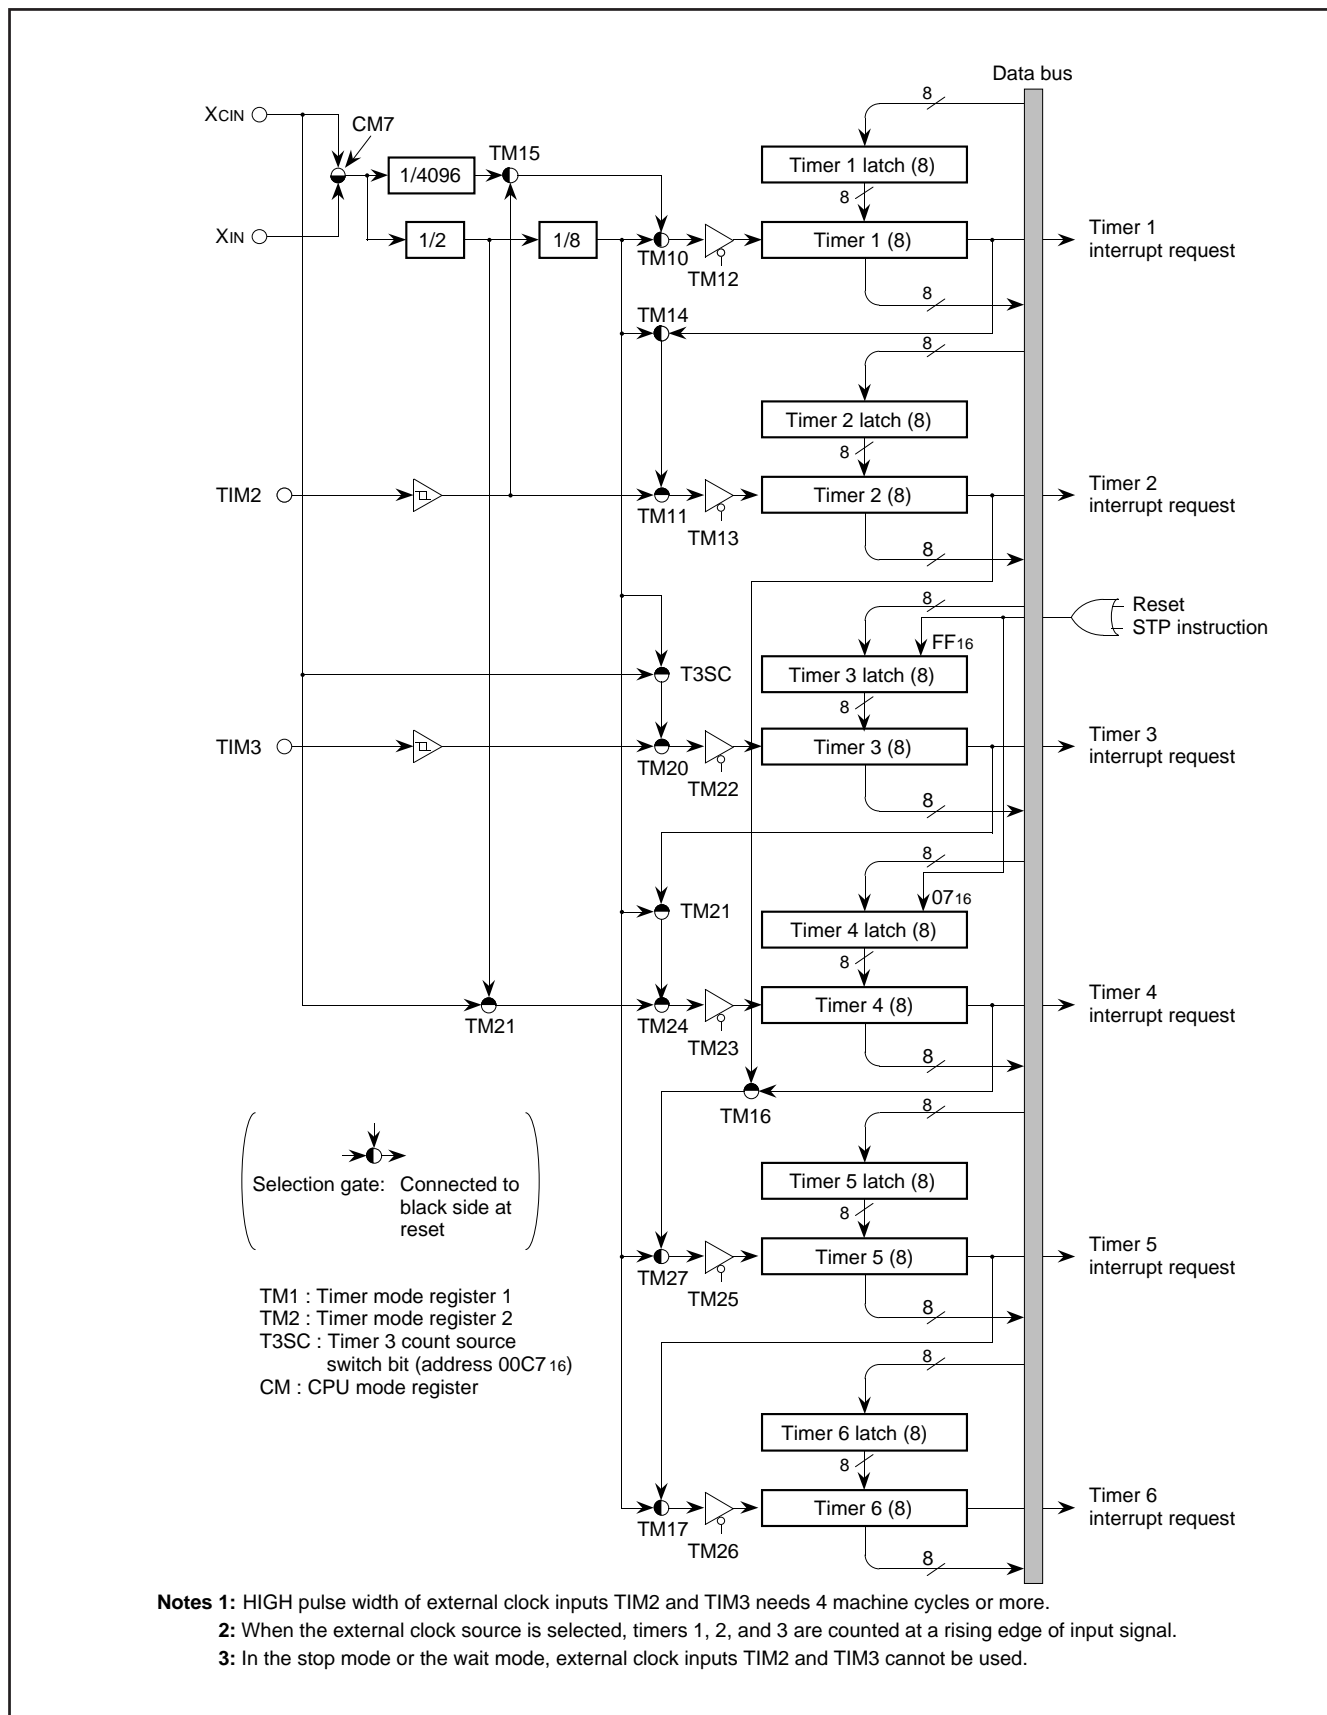 Data bus
8
XCIN
CM7
TM15
1/4096
Timer 1 latch (8)
8
XIN
1/2
1/8
TM10
TM12
Timer 1 (8)
Timer 1
interrupt request
8
TM14
8
Timer 2 latch (8)
8
TIM2
TM11
TM13
Timer 2 (8)
Timer 2
interrupt request
8
8
Reset
STP instruction
FF16
T3SC
Timer 3 latch (8)
8
TIM3
TM20
TM22
Timer 3 (8)
Timer 3
interrupt request
8
8
0716
TM21
Timer 4 latch (8)
8
TM21
TM24
TM23
Timer 4 (8)
Timer 4
interrupt request
8
TM16
8
Selection gate: Connected to
black side at
reset
Timer 5 latch (8)
8
TM27
TM25
Timer 5 (8)
Timer 5
interrupt request
8
TM1 : Timer mode register 1
TM2 : Timer mode register 2
T3SC : Timer 3 count source
switch bit (address 00C716)
CM : CPU mode register
8
Timer 6 latch (8)
8
TM17
TM26
Timer 6 (8)
Timer 6
interrupt request
8
Notes 1: HIGH pulse width of external clock inputs TIM2 and TIM3 needs 4 machine cycles or more.
2: When the external clock source is selected, timers 1, 2, and 3 are counted at a rising edge of input signal.
3: In the stop mode or the wait mode, external clock inputs TIM2 and TIM3 cannot be used.